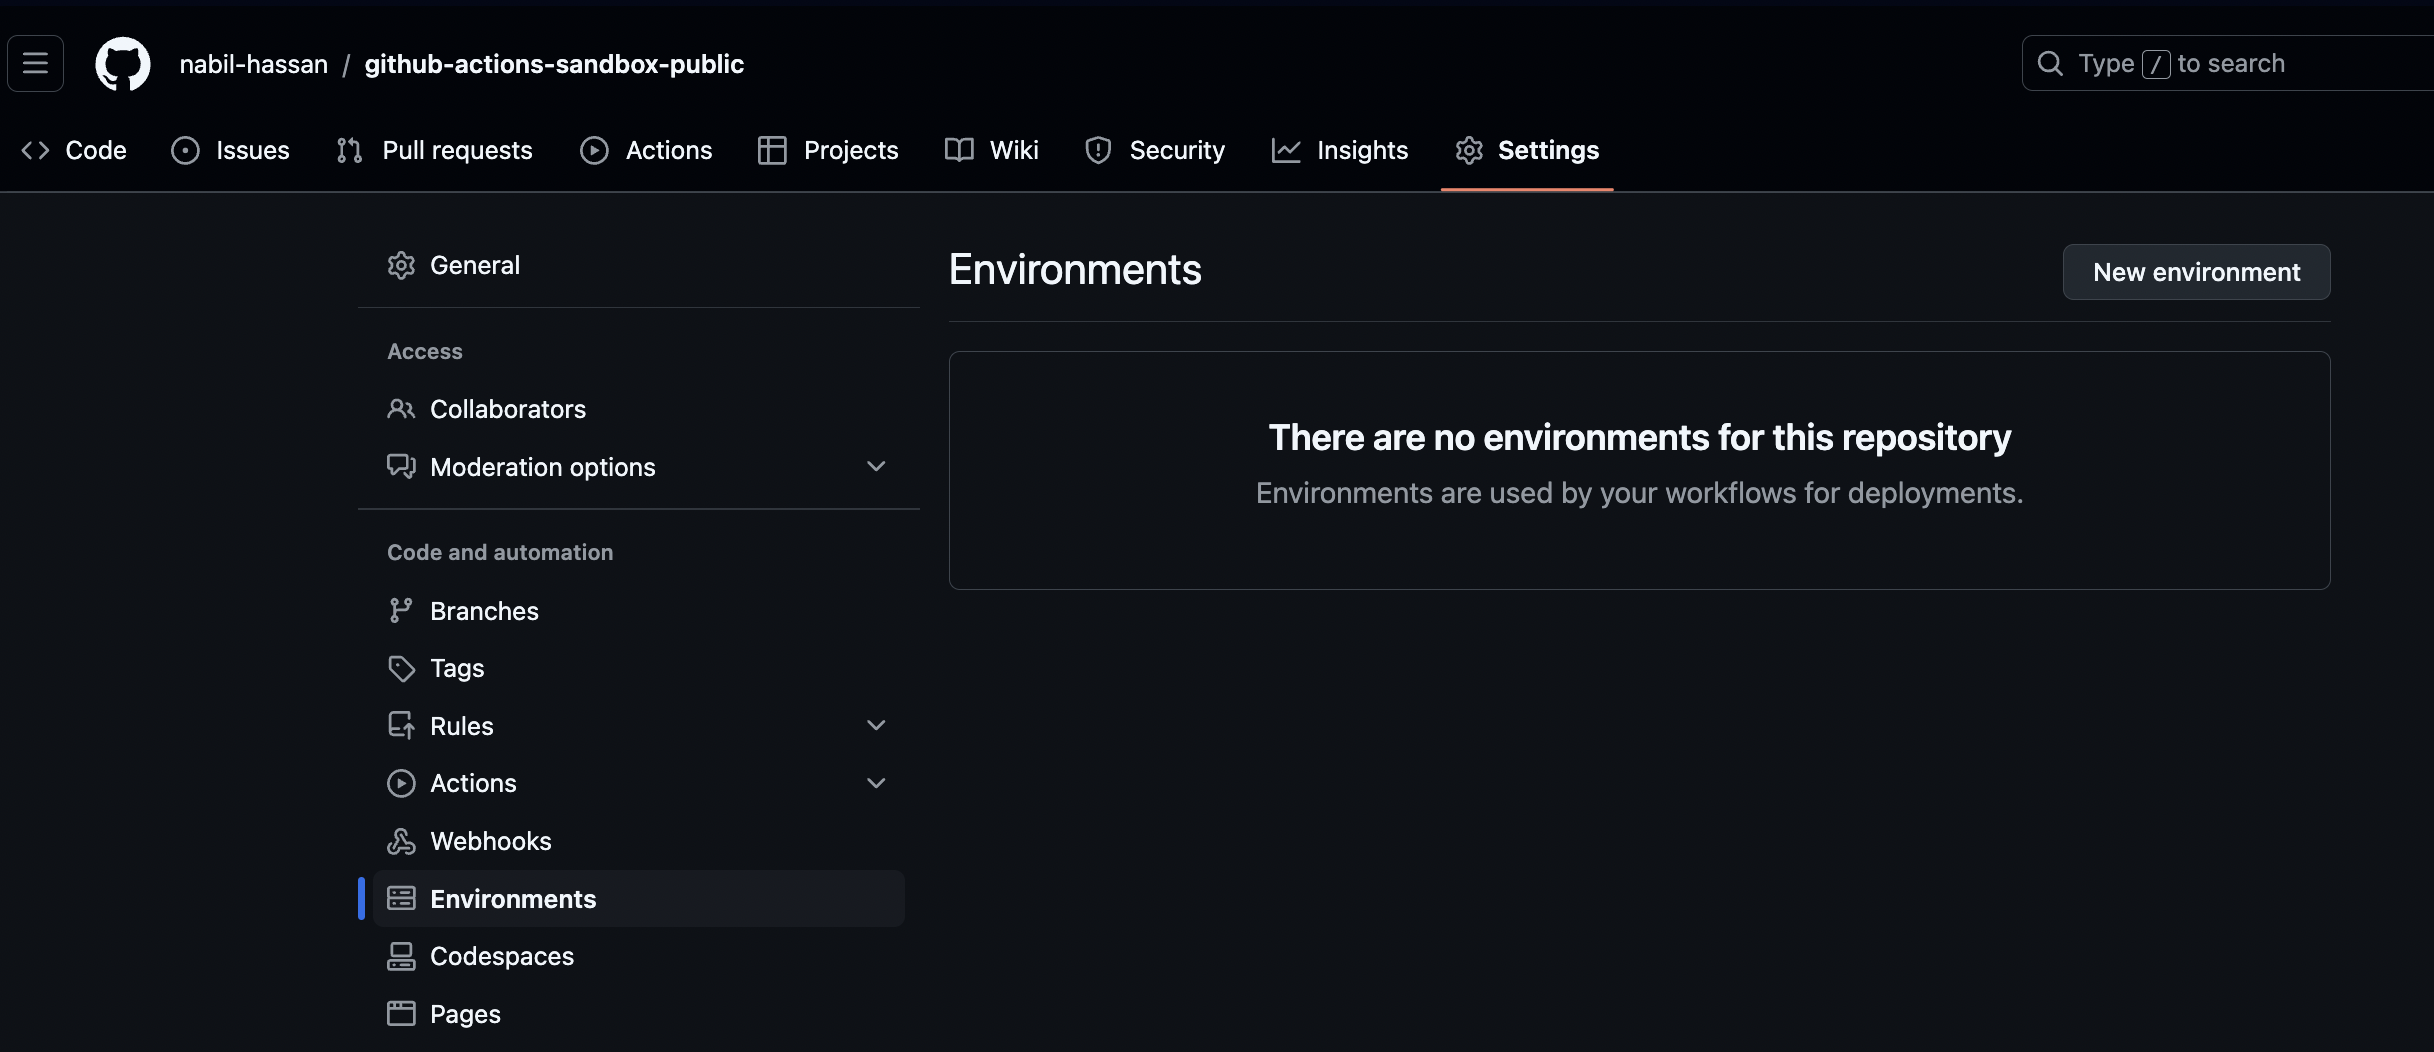 nabil-hassan / github-actions-sandbox-public
Type / to search
Code Issues Pull requests Actions Projects Wiki Security Insights Settings
General
Access
Collaborators
Moderation options
Code and automation
Branches
Tags
Rules
Actions
Webhooks
Environments
Codespaces
Pages
Environments
New environment
There are no environments for this repository
Environments are used by your workflows for deployments.